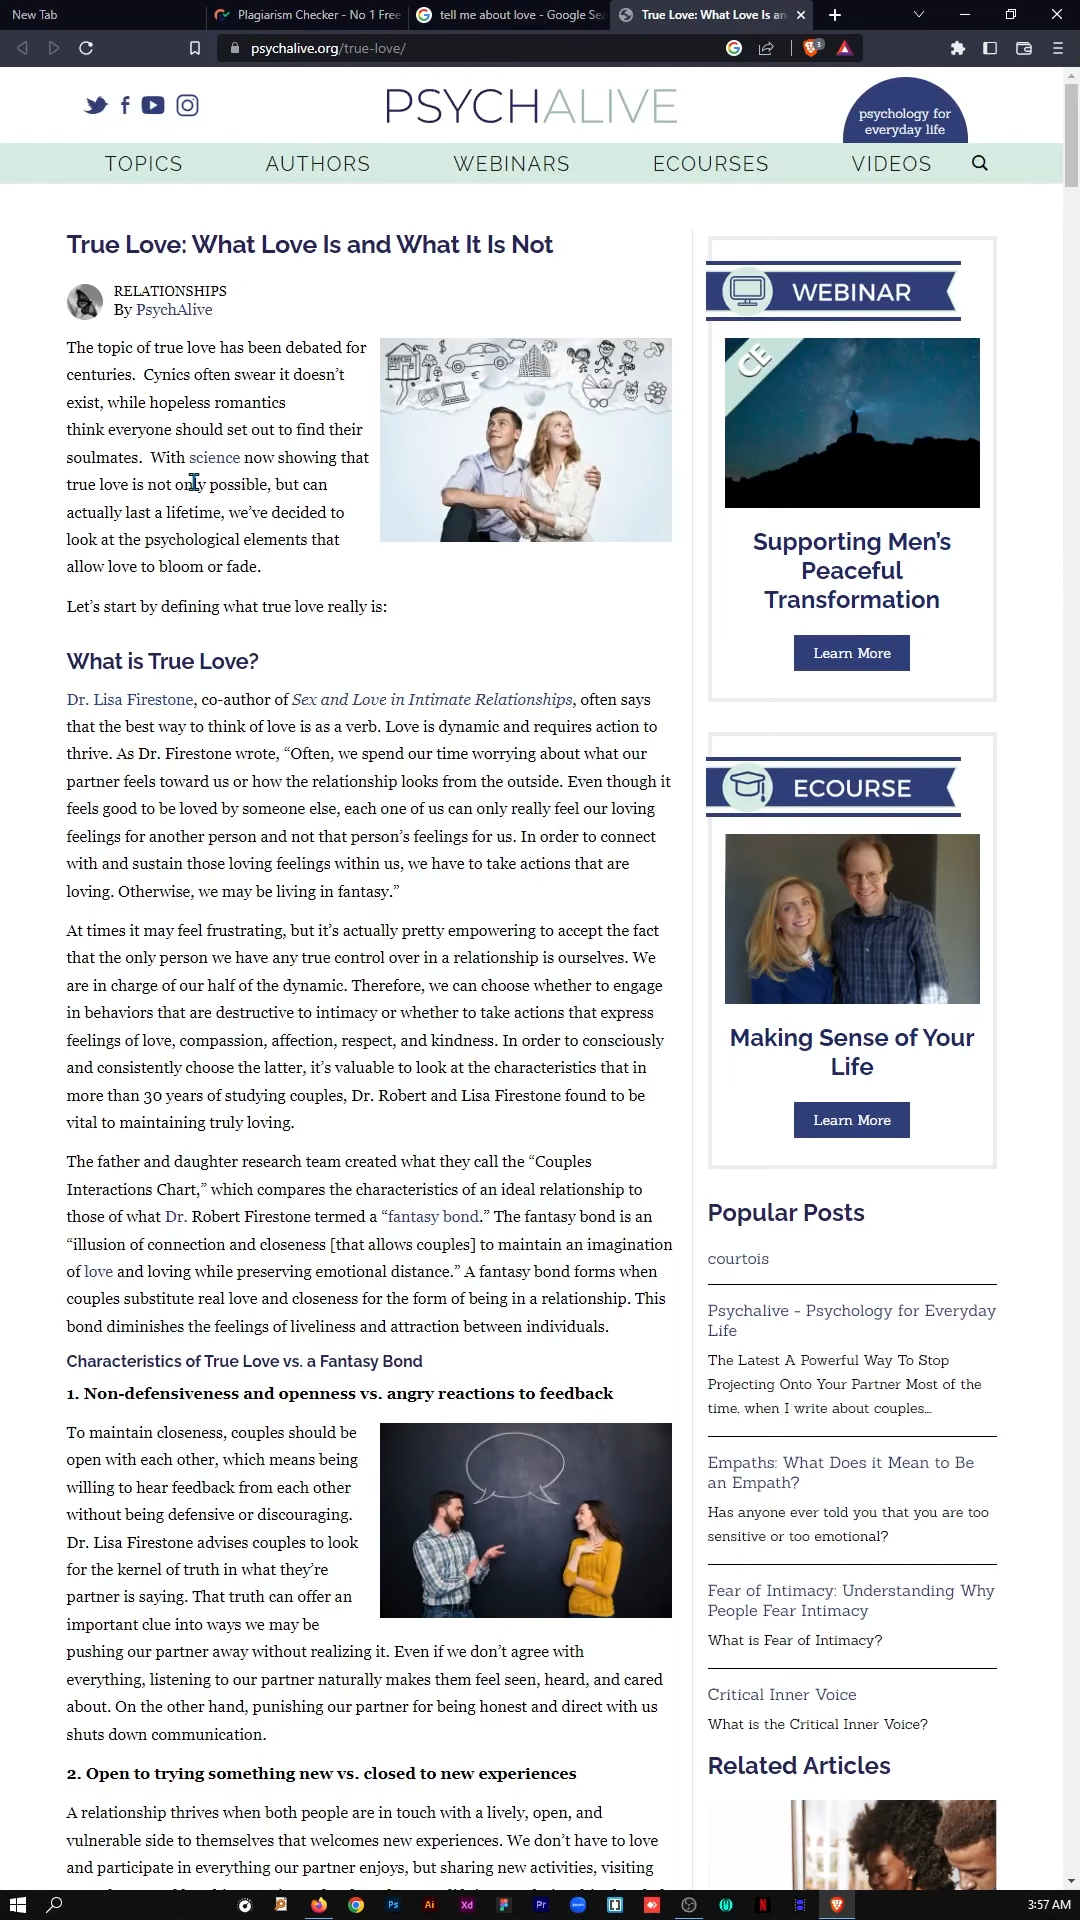 New Tab
Plagiarism Checker - No 1 Free
tell me about love - Google Sea
True Love: What Love Is an
psychalive.org/true-love/
3
PSYCHALIVE
psychology for
everyday life
TOPICS
AUTHORS
WEBINARS
ECOURSES
VIDEOS
True Love: What Love Is and What It Is Not
RELATIONSHIPS
By PsychAlive
The topic of true love has been debated for
centuries.  Cynics often swear it doesn’t
exist, while hopeless romantics
think everyone should set out to find their
soulmates.  With science now showing that
true love is not only possible, but can
actually last a lifetime, we’ve decided to
look at the psychological elements that
allow love to bloom or fade.
Let’s start by defining what true love really is:
What is True Love?
Dr. Lisa Firestone, co-author of Sex and Love in Intimate Relationships, often says
that the best way to think of love is as a verb. Love is dynamic and requires action to
thrive. As Dr. Firestone wrote, “Often, we spend our time worrying about what our
partner feels toward us or how the relationship looks from the outside. Even though it
feels good to be loved by someone else, each one of us can only really feel our loving
feelings for another person and not that person’s feelings for us. In order to connect
with and sustain those loving feelings within us, we have to take actions that are
loving. Otherwise, we may be living in fantasy.”
At times it may feel frustrating, but it’s actually pretty empowering to accept the fact
that the only person we have any true control over in a relationship is ourselves. We
are in charge of our half of the dynamic. Therefore, we can choose whether to engage
in behaviors that are destructive to intimacy or whether to take actions that express
feelings of love, compassion, affection, respect, and kindness. In order to consciously
and consistently choose the latter, it’s valuable to look at the characteristics that in
more than 30 years of studying couples, Dr. Robert and Lisa Firestone found to be
vital to maintaining truly loving.
The father and daughter research team created what they call the “Couples
Interactions Chart,” which compares the characteristics of an ideal relationship to
those of what Dr. Robert Firestone termed a “fantasy bond.” The fantasy bond is an
“illusion of connection and closeness [that allows couples] to maintain an imagination
of love and loving while preserving emotional distance.” A fantasy bond forms when
couples substitute real love and closeness for the form of being in a relationship. This
bond diminishes the feelings of liveliness and attraction between individuals.
Characteristics of True Love vs. a Fantasy Bond
1. Non-defensiveness and openness vs. angry reactions to feedback
To maintain closeness, couples should be
open with each other, which means being
willing to hear feedback from each other
without being defensive or discouraging.
Dr. Lisa Firestone advises couples to look
for the kernel of truth in what they’re
partner is saying. That truth can offer an
important clue into ways we may be
pushing our partner away without realizing it. Even if we don’t agree with
everything, listening to our partner naturally makes them feel seen, heard, and cared
about. On the other hand, punishing our partner for being honest and direct with us
shuts down communication.
2. Open to trying something new vs. closed to new experiences
A relationship thrives when both people are in touch with a lively, open, and
vulnerable side to themselves that welcomes new experiences. We don’t have to love
and participate in everything our partner enjoys, but sharing new activities, visiting
WEBINAR
CE
Supporting Men’s
Peaceful
Transformation
Learn More
ECOURSE
Making Sense of Your
Life
Learn More
Popular Posts
courtois
Psychalive - Psychology for Everyday
Life
The Latest A Powerful Way To Stop
Projecting Onto Your Partner Most of the
time, when I write about couples,...
Empaths: What Does it Mean to Be
an Empath?
Has anyone ever told you that you are too
sensitive or too emotional?
Fear of Intimacy: Understanding Why
People Fear Intimacy
What is Fear of Intimacy?
Critical Inner Voice
What is the Critical Inner Voice?
Related Articles
Ps
Ai
Xd
Pr
zoom
N
3:57 AM